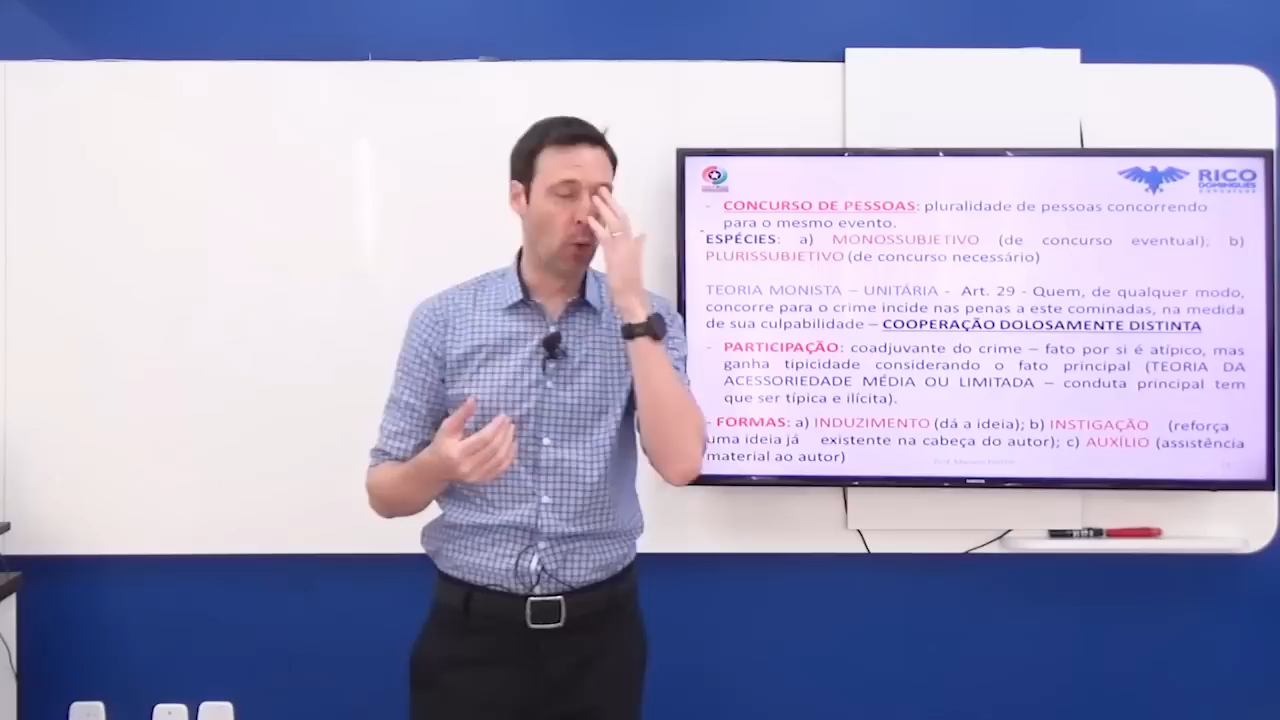 RICO
DOMINGUES
- CONCURSO DE PESSOAS: pluralidade de pessoas concorrendo
para o mesmo evento.
ESPÉCIES: a) MONOSSUBJETIVO (de concurso eventual); b)
PLURISSUBJETIVO (de concurso necessário)
TEORIA MONISTA – UNITÁRIA - Art. 29 - Quem, de qualquer modo,
concorre para o crime incide nas penas a este cominadas, na medida
de sua culpabilidade – COOPERAÇÃO DOLOSAMENTE DISTINTA
- PARTICIPAÇÃO: coadjuvante do crime – fato por si é atípico, mas
ganha tipicidade considerando o fato principal (TEORIA DA
ACESSORIEDADE MÉDIA OU LIMITADA – conduta principal tem
que ser típica e ilícita).
- FORMAS: a) INDUZIMENTO (dá a ideia); b) INSTIGAÇÃO (reforça
uma ideia já existente na cabeça do autor); c) AUXÍLIO (assistência
material ao autor)